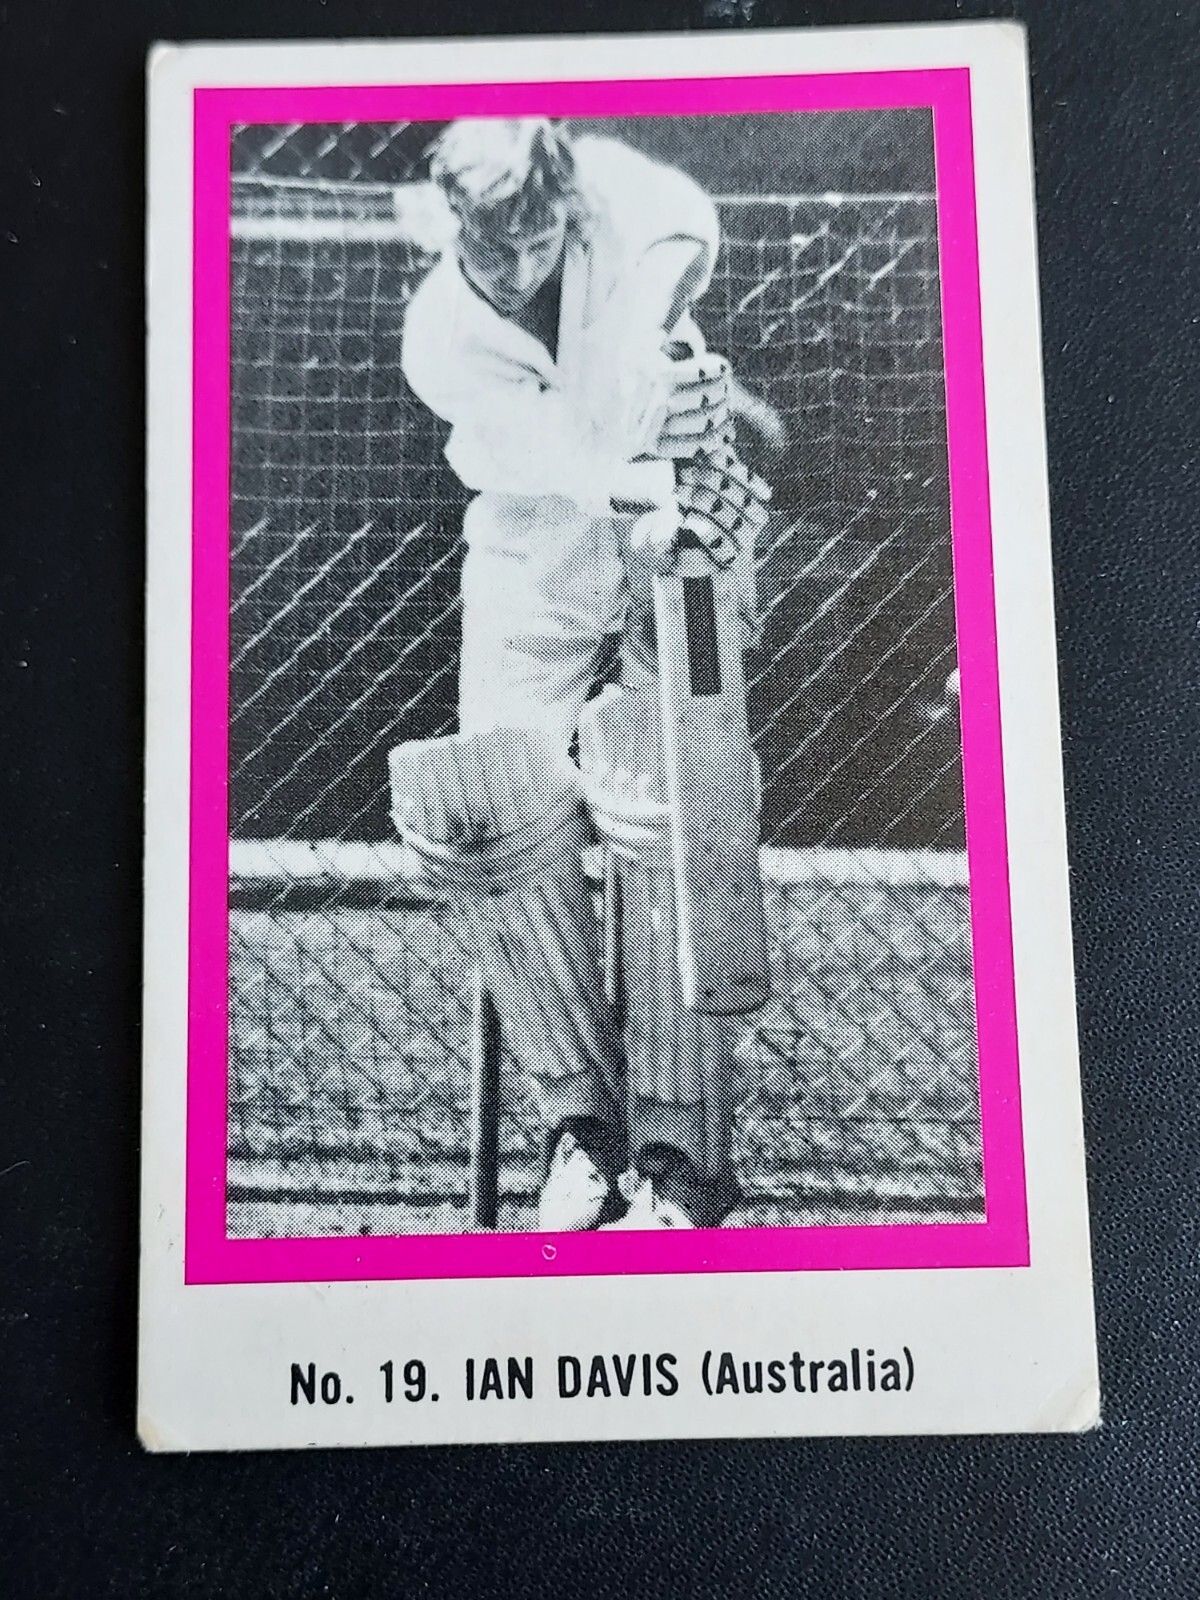 No. 19. IAN DAVIS (Australia)